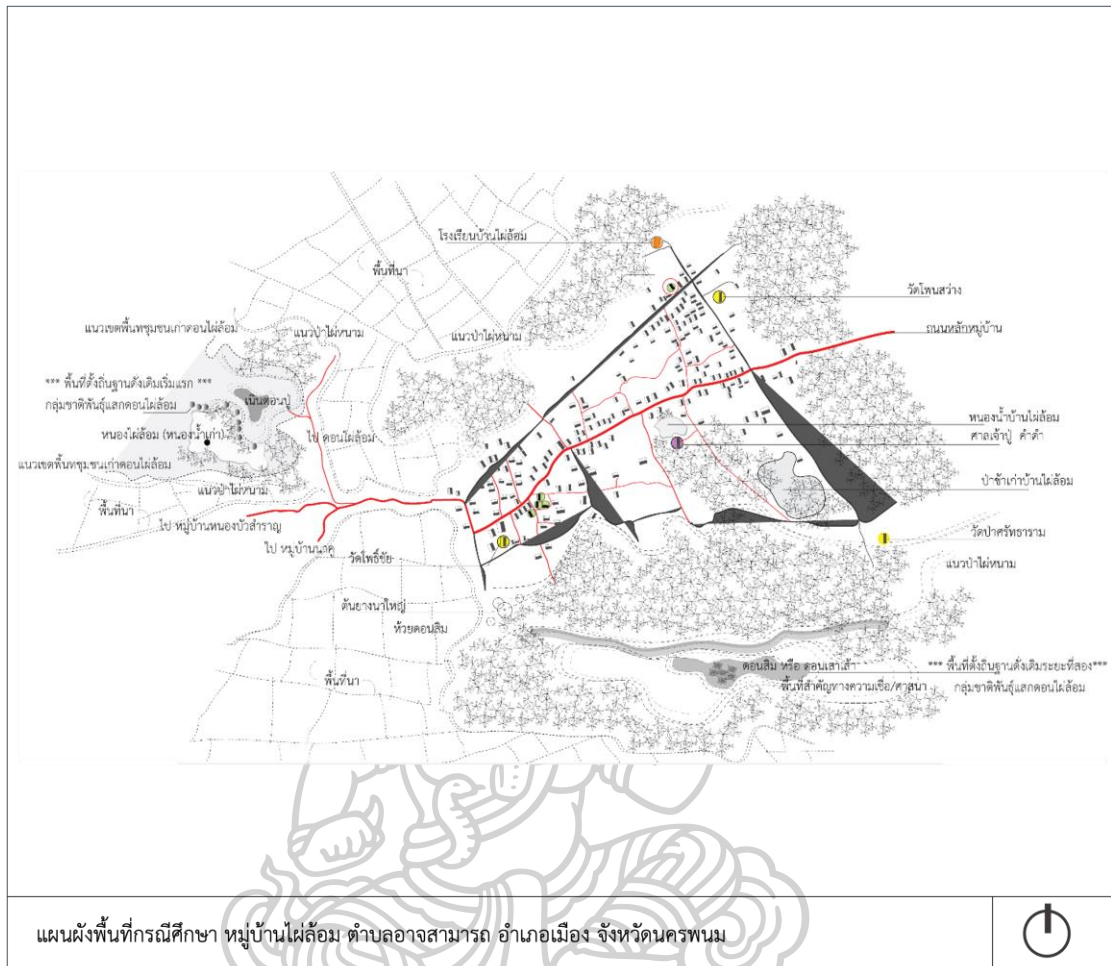 โรงเรียนบ้านไผ่ล้อม
พื้นที่นา
วัดโพนสว่าง
แนวเขตพื้นที่ชุมชนเก่าดอนไผ่ล้อม
แนวป่าไผ่หนาม
แนวป่าไผ่หนาม
ถนนหลักหมู่บ้าน
*** พื้นที่ตั้งถิ่นฐานดั้งเดิมเริ่มแรก ***
กลุ่มชาติพันธุ์แสกดอนไผ่ล้อม
เนินดอนปู่
หนองน้ำบ้านไผ่ล้อม
หนองไผ่ล้อม (หนองน้ำเก่า)
ไป ดอนไผ่ล้อม
ศาลเจ้าปู่ คำดำ
แนวเขตพื้นที่ชุมชนเก่าดอนไผ่ล้อม
แนวป่าไผ่หนาม
ป่าช้าเก่าบ้านไผ่ล้อม
พื้นที่นา
ไป หมู่บ้านหนองบัวสำราญ
ไป หมู่บ้านนาคู
วัดป่าศรัทธาราม
วัดโพธิ์ชัย
แนวป่าไผ่หนาม
ต้นยางนาใหญ่
ห้วยดอนสิม
ดอนสิม หรือ ดอนเสาเส้า
*** พื้นที่ตั้งถิ่นฐานดั้งเดิมระยะที่สอง***
พื้นที่นา
พื้นที่สำคัญทางความเชื่อ/ศาสนา
กลุ่มชาติพันธุ์แสกดอนไผ่ล้อม
แผนผังพื้นที่กรณีศึกษา หมู่บ้านไผ่ล้อม ตำบลอาจสามารถ อำเภอเมือง จังหวัดนครพนม